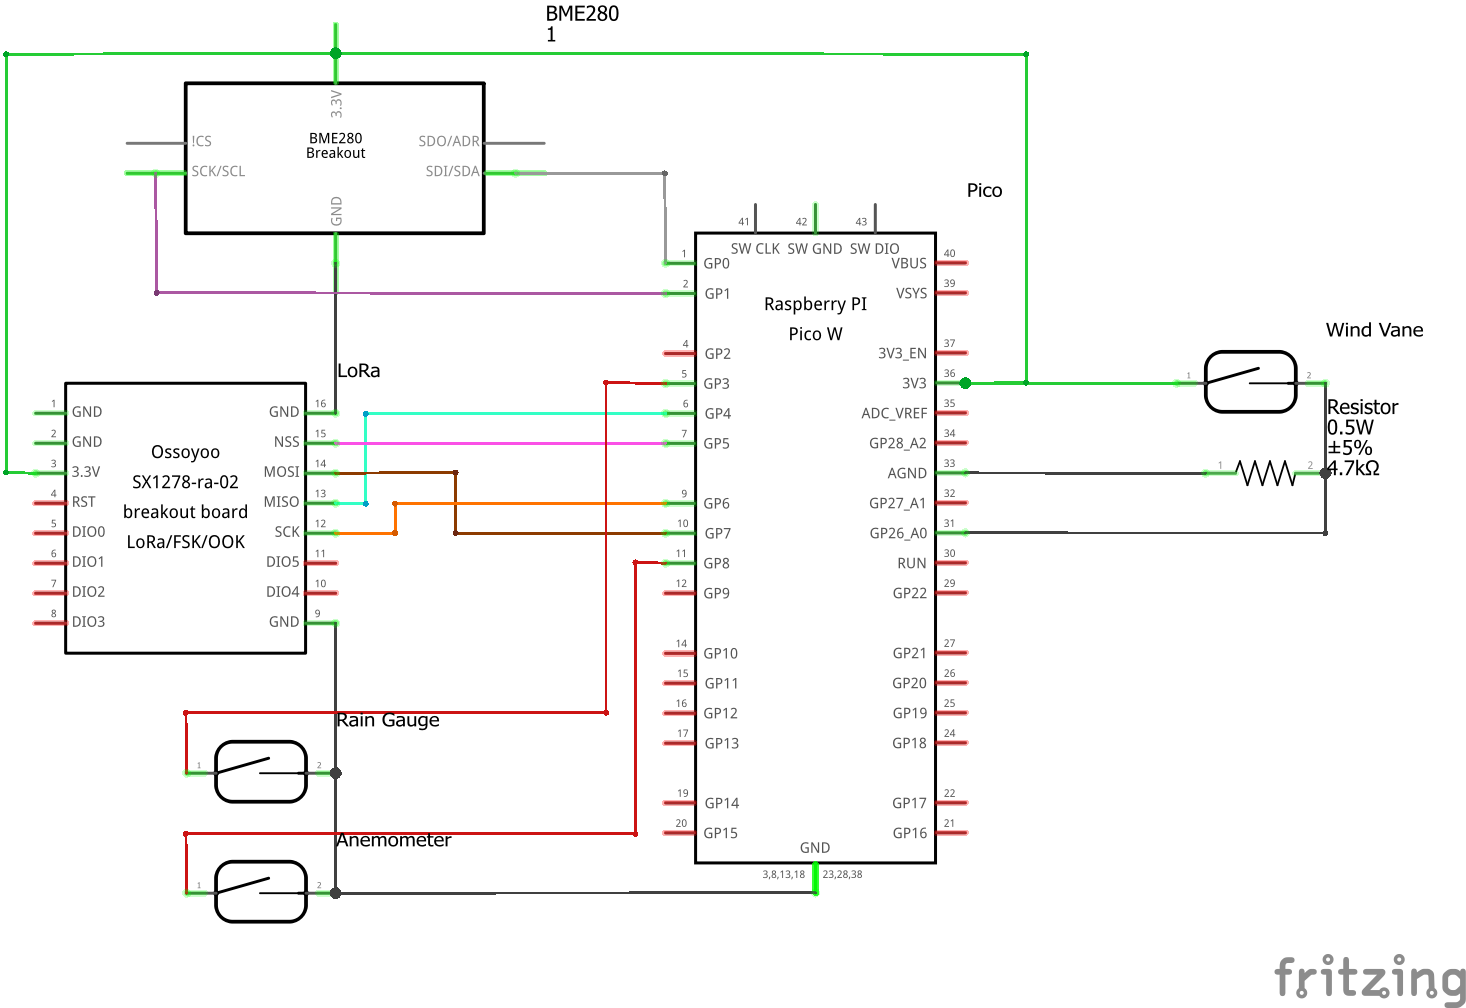 BME280
1
3.3V
BME280
Breakout
!CS
SCK/SCL
SDO/ADR
SDI/SDA
GND
Pico
41
42
43
SW CLK
SW GND
SW DIO
Raspberry PI
Pico W
1
GP0
2
GP1
4
GP2
5
GP3
6
GP4
7
GP5
9
GP6
10
GP7
11
GP8
12
GP9
14
GP10
15
GP11
16
GP12
17
GP13
19
GP14
20
GP15
VBUS
40
VSYS
39
3V3_EN
37
3V3
36
ADC_VREF
35
GP28_A2
34
AGND
33
GP27_A1
32
GP26_A0
31
RUN
30
GP22
29
GP21
27
GP20
26
GP19
25
GP18
24
GP17
22
GP16
21
GND
3,8,13,18
23,28,38
Wind Vane
1
2
Resistor
0.5W
±5%
4.7kΩ
1
2
LoRa
Ossoyoo
SX1278-ra-02
breakout board
LoRa/FSK/OOK
1
GND
2
GND
3
3.3V
4
RST
5
DIO0
6
DIO1
7
DIO2
8
DIO3
GND
16
NSS
15
MOSI
14
MISO
13
SCK
12
DIO5
11
DIO4
10
GND
9
Rain Gauge
1
2
Anemometer
1
2
fritzing